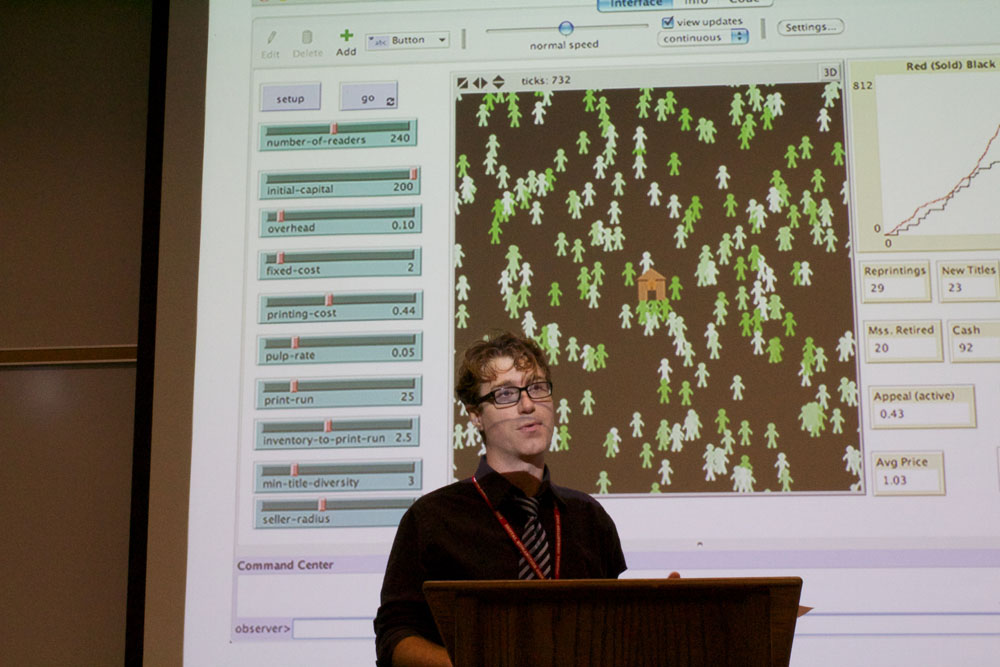 Interface Info Code
Edit Delete Add abc Button
normal speed
view updates
continuous
Settings...
ticks: 732
3D
setup
go
number-of-readers 240
initial-capital 200
overhead 0.10
fixed-cost 2
printing-cost 0.44
pulp-rate 0.05
print-run 25
inventory-to-print-run 2.5
min-title-diversity 3
seller-radius
Red (Sold) Black
812
0
0
Reprintings
29
New Titles
23
Mss. Retired
20
Cash
92
Appeal (active)
0.43
Avg Price
1.03
Command Center
observer>